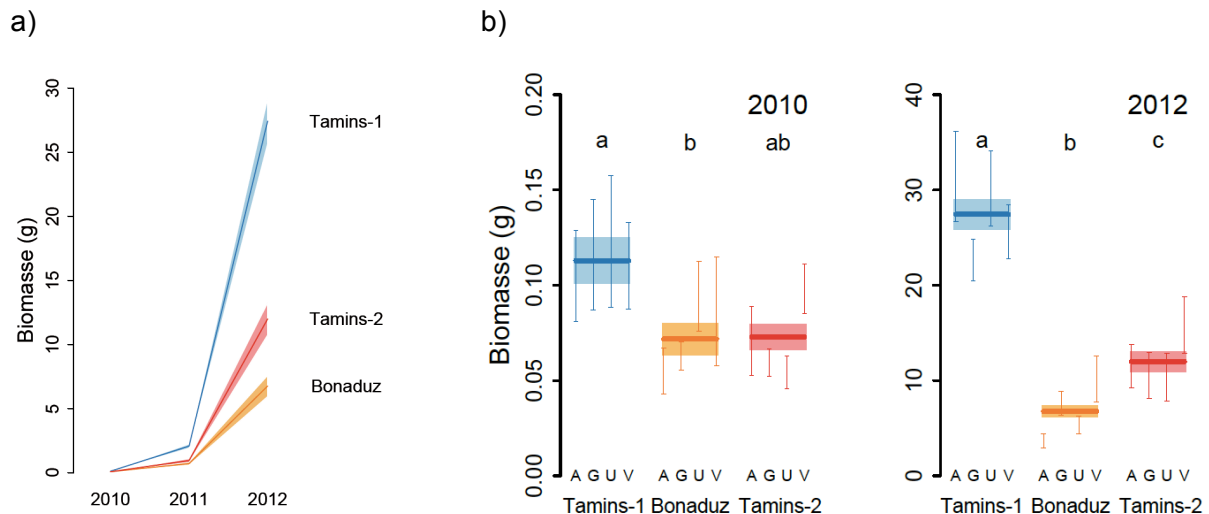 a)
30
25
20
15
10
5
0
Biomasse (g)
2010 2011 2012
Tamins-1
Tamins-2
Bonaduz
b)
0.20
0.15
0.10
0.05
0.00
Biomasse (g)
2010
a b ab
A G U V A G U V A G U V
Tamins-1 Bonaduz Tamins-2
40
30
20
10
0
2012
a b c
A G U V A G U V A G U V
Tamins-1 Bonaduz Tamins-2